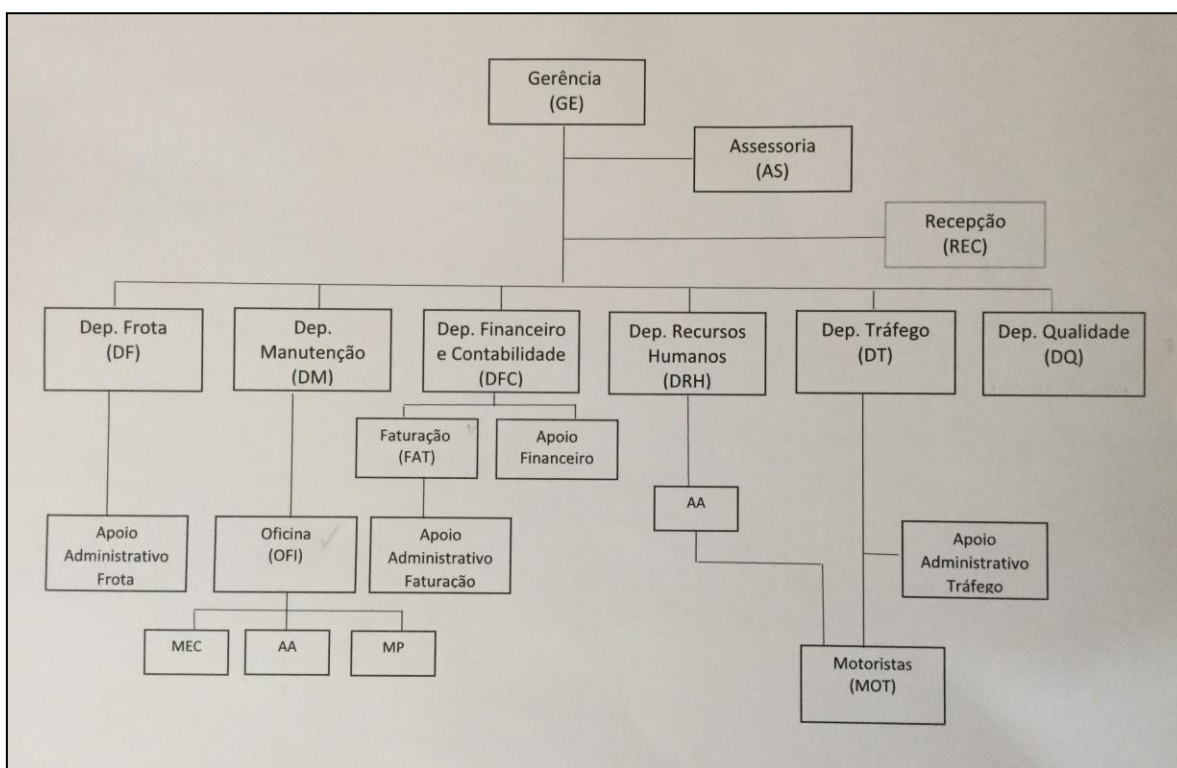 Gerência
(GE)
Assessoria
(AS)
Recepção
(REC)
Dep. Frota
(DF)
Dep.
Manutenção
(DM)
Dep. Financeiro
e Contabilidade
(DFC)
Dep. Recursos
Humanos
(DRH)
Dep. Tráfego
(DT)
Dep. Qualidade
(DQ)
Faturação
(FAT)
Apoio
Financeiro
AA
Apoio
Administrativo
Frota
Oficina
(OFI)
Apoio
Administrativo
Faturação
Apoio
Administrativo
Tráfego
MEC
AA
MP
Motoristas
(MOT)